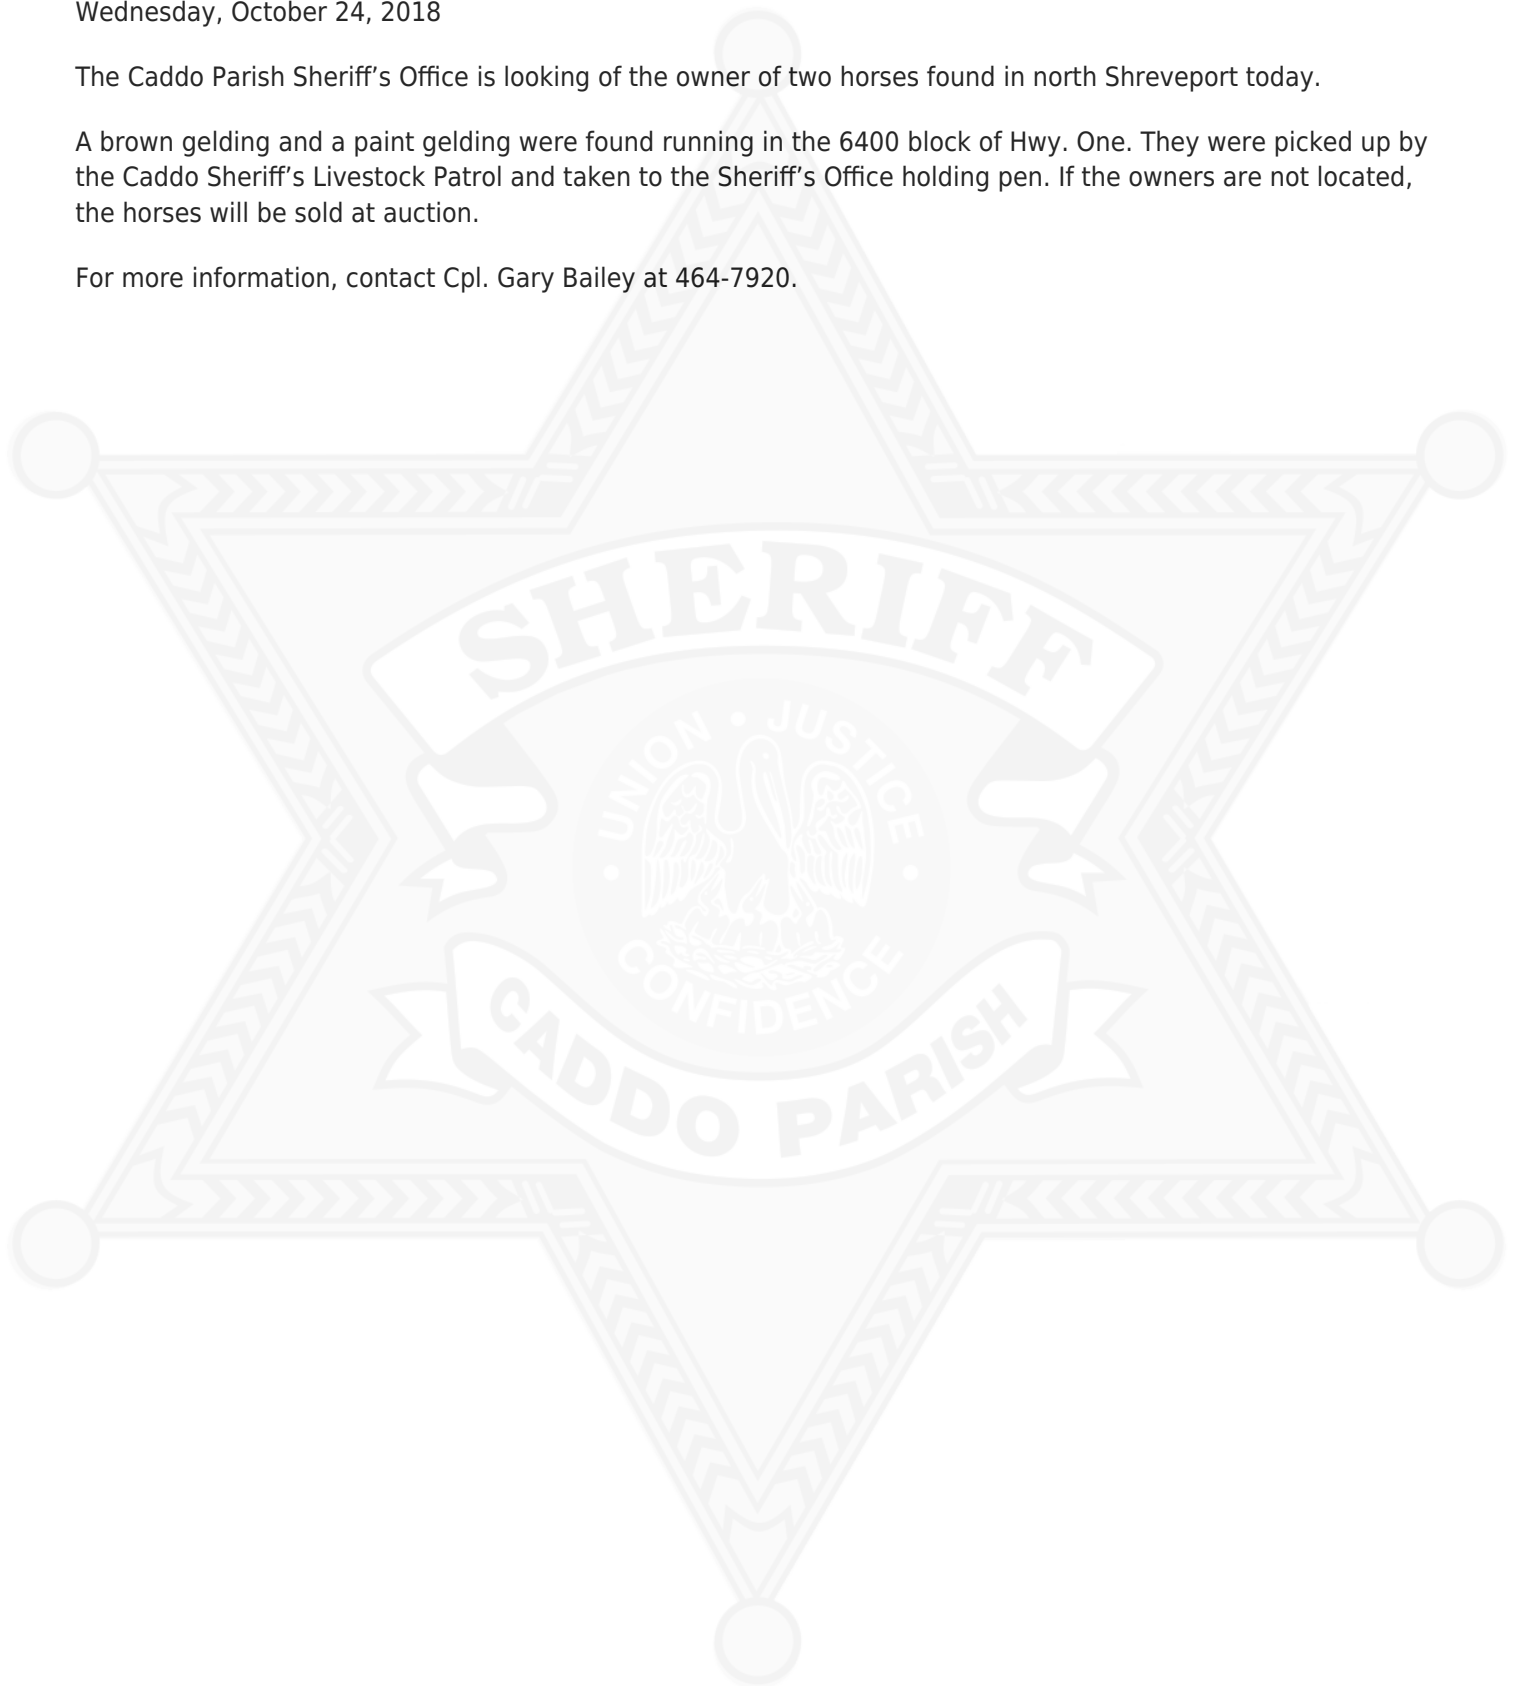 Wednesday, October 24, 2018
The Caddo Parish Sheriff’s Office is looking of the owner of two horses found in north Shreveport today.
A brown gelding and a paint gelding were found running in the 6400 block of Hwy. One. They were picked up by
the Caddo Sheriff’s Livestock Patrol and taken to the Sheriff’s Office holding pen. If the owners are not located,
the horses will be sold at auction.
For more information, contact Cpl. Gary Bailey at 464-7920.
SHERIFF
UNION • JUSTICE •
• CONFIDENCE
CADDO PARISH